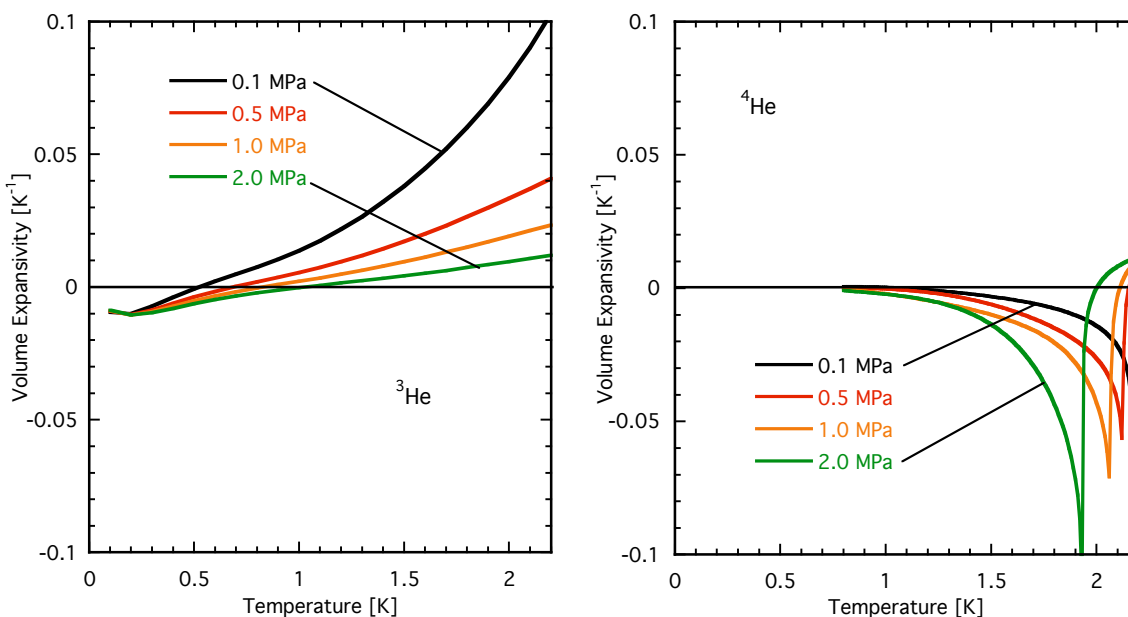 0.1
0.05
0
-0.05
-0.1
Volume Expansivity [K⁻¹]
0.1 MPa
0.5 MPa
1.0 MPa
2.0 MPa
³He
0
0.5
1
1.5
2
Temperature [K]
0.1
0.05
0
-0.05
-0.1
Volume Expansivity [K⁻¹]
⁴He
0.1 MPa
0.5 MPa
1.0 MPa
2.0 MPa
0
0.5
1
1.5
2
Temperature [K]